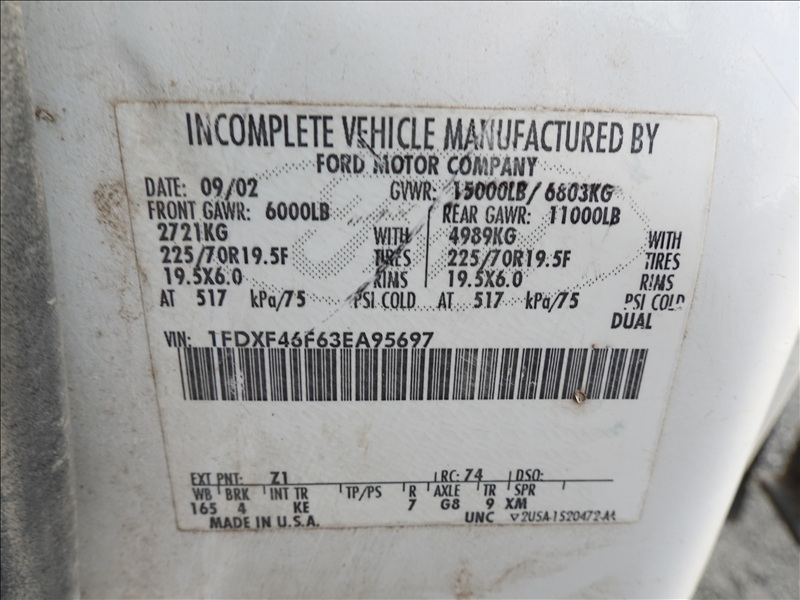 INCOMPLETE VEHICLE MANUFACTURED BY
FORD MOTOR COMPANY
DATE: 09/02 GVWR: 15000LB/ 6803KG
FRONT GAWR: 6000LB REAR GAWR: 11000LB
2721KG WITH 4989KG WITH
225/70R19.5F TIRES 225/70R19.5F TIRES
19.5X6.0 RIMS 19.5X6.0 RIMS
AT 517 kPa/75 PSI COLD AT 517 kPa/75 PSI COLD
DUAL
VIN: 1FDXF46F63EA95697
EXT PNT: Z1 RC: 74 DSO:
WB BRK INT TR TP/PS R AXLE TR SPR
165 4 KE 7 G8 9 XM
MADE IN U.S.A. UNC ▽2U5A-1520472-AA